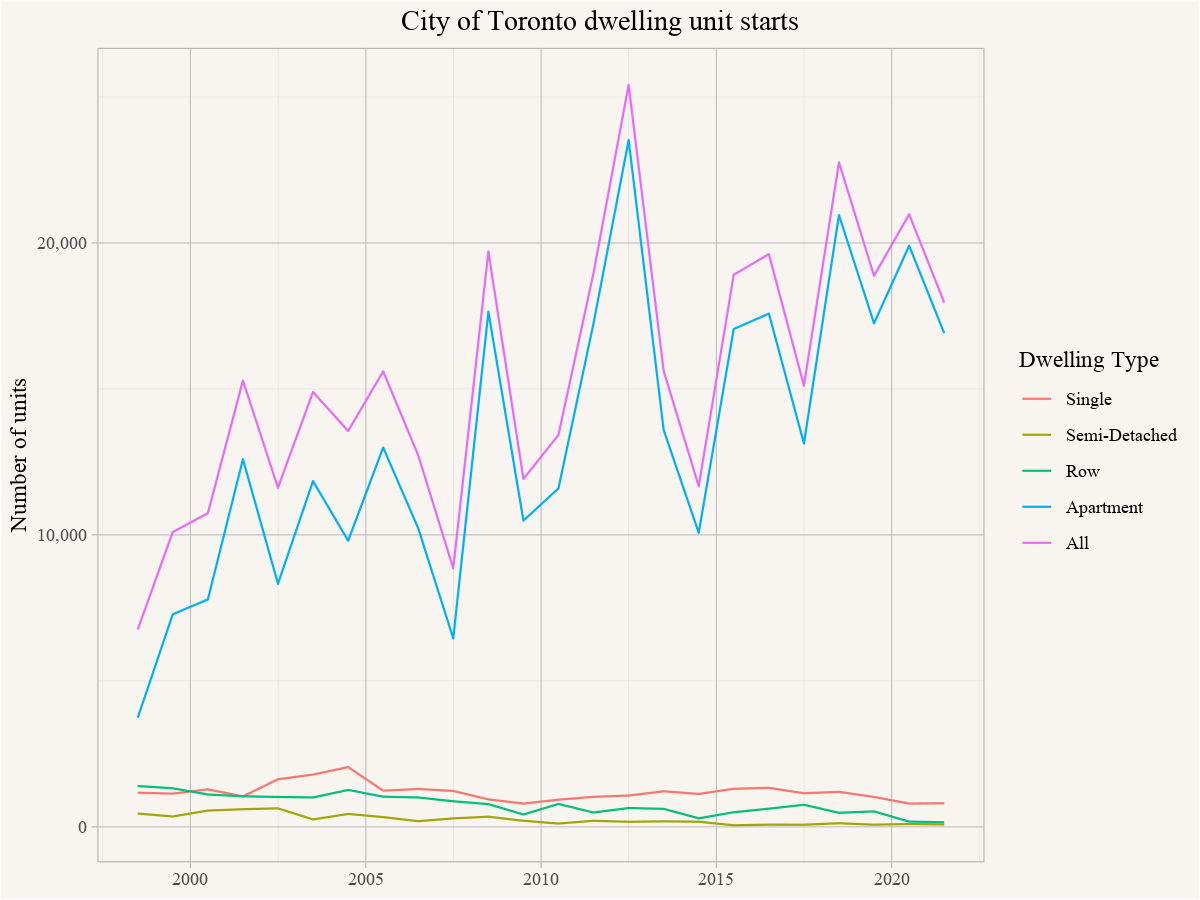 City of Toronto dwelling unit starts
Number of units
20,000
10,000
0
2000
2005
2010
2015
2020
Dwelling Type
Single
Semi-Detached
Row
Apartment
All